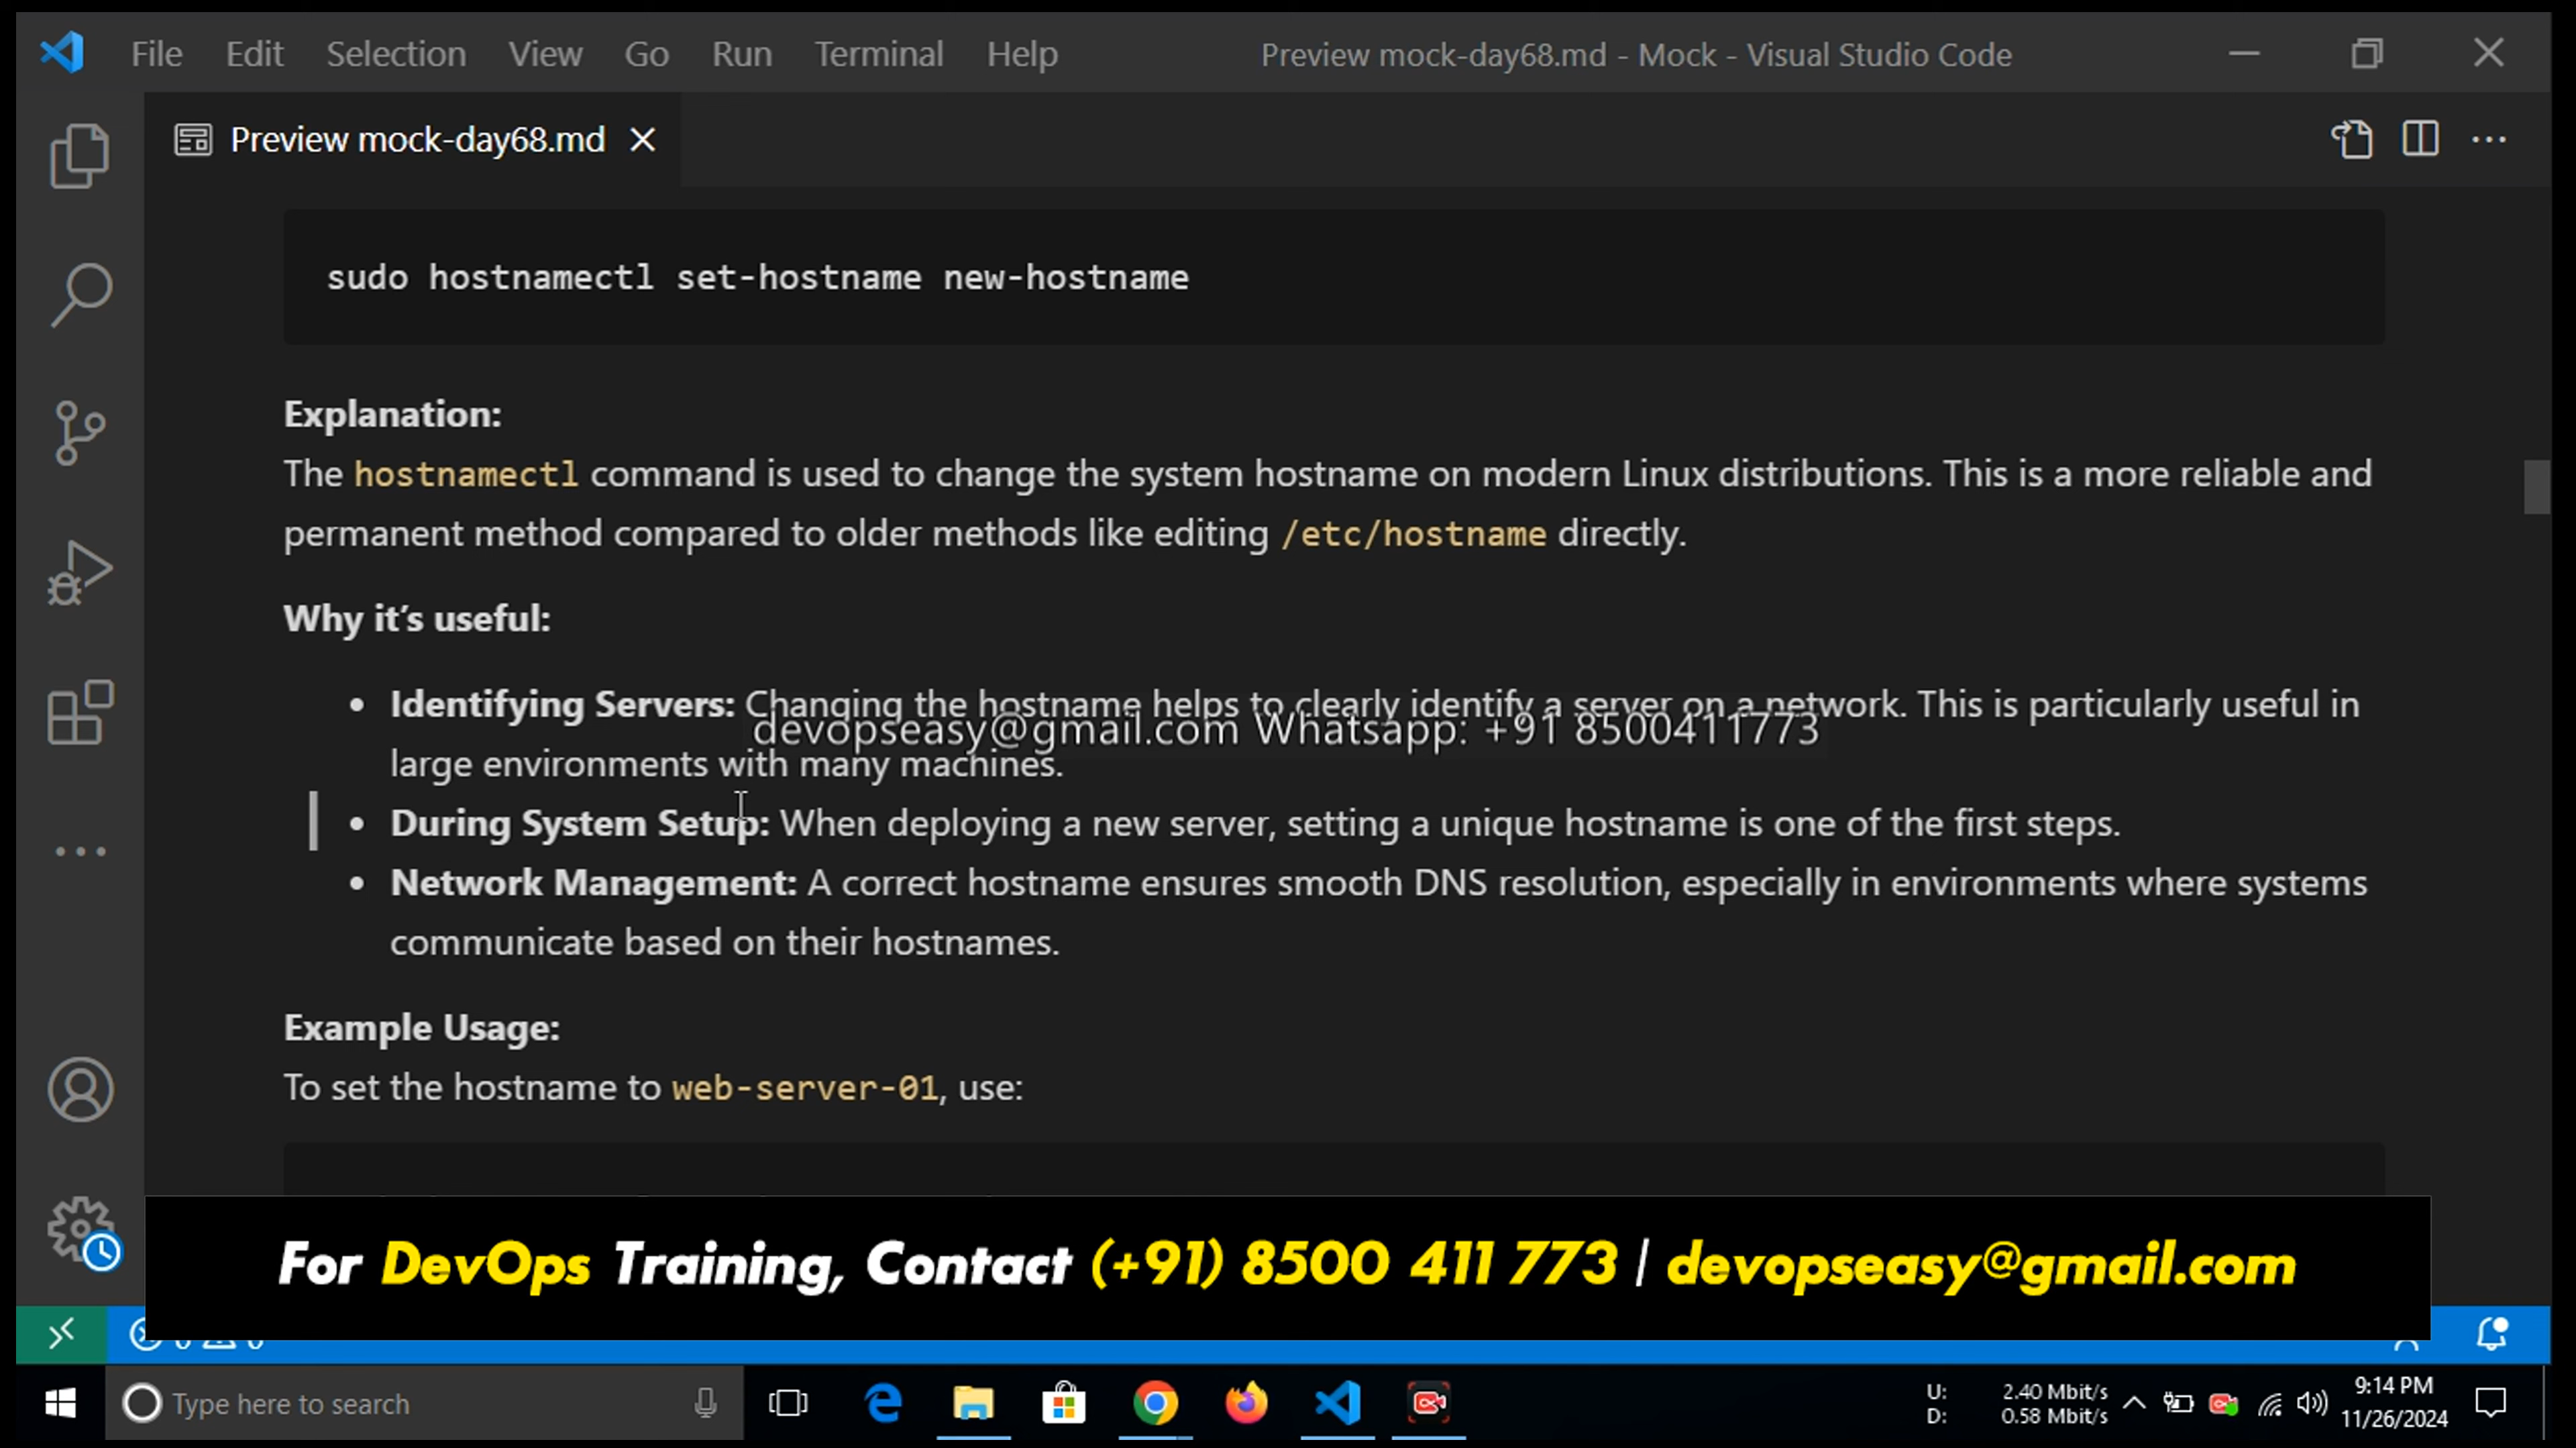 File Edit Selection View Go Run Terminal Help Preview mock-day68.md - Mock - Visual Studio Code
Preview mock-day68.md
sudo hostnamectl set-hostname new-hostname
Explanation:
The hostnamectl command is used to change the system hostname on modern Linux distributions. This is a more reliable and
permanent method compared to older methods like editing /etc/hostname directly.
Why it's useful:
• Identifying Servers: Changing the hostname helps to clearly identify a server on a network. This is particularly useful in
devopseasy@gmail.com Whatsapp: +91 8500411773
large environments with many machines.
• During System Setup: When deploying a new server, setting a unique hostname is one of the first steps.
• Network Management: A correct hostname ensures smooth DNS resolution, especially in environments where systems
communicate based on their hostnames.
Example Usage:
To set the hostname to web-server-01, use:
For DevOps Training, Contact (+91) 8500 411 773 | devopseasy@gmail.com
Type here to search
U: 2.40 Mbit/s
D: 0.58 Mbit/s
9:14 PM
11/26/2024